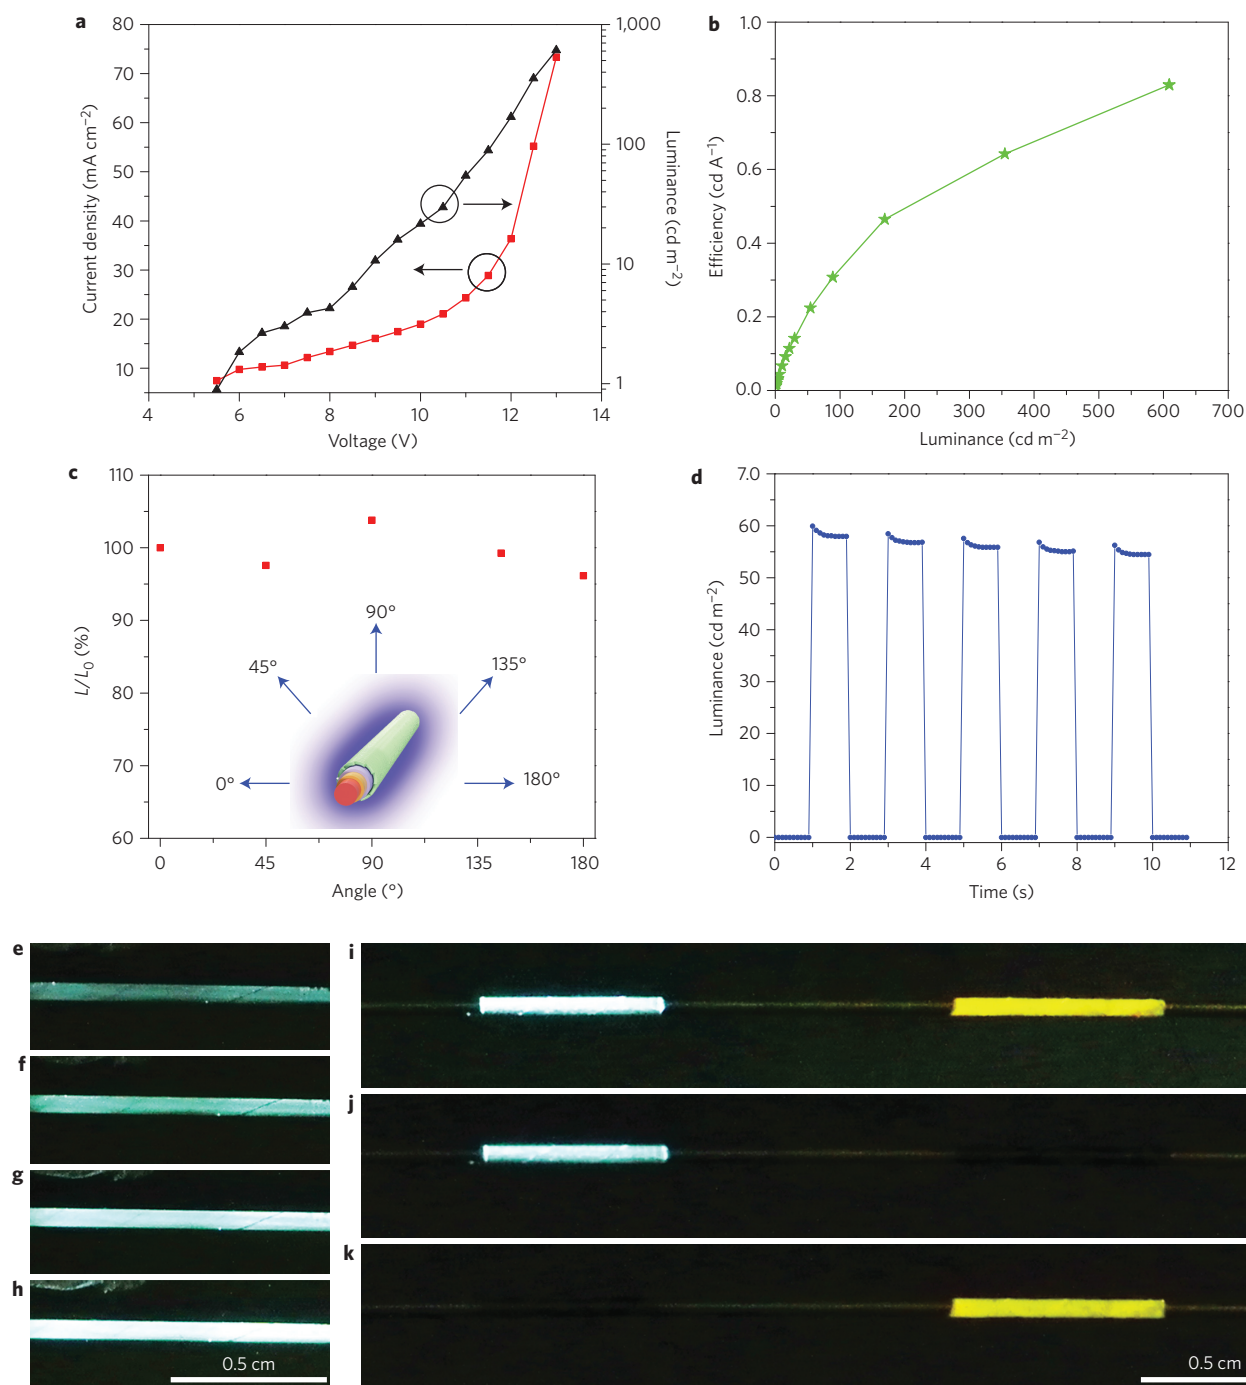 a
80
70
60
50
40
30
20
10
Current density (mA cm⁻²)
1,000
100
10
1
Luminance (cd m⁻²)
4
6
8
10
12
14
Voltage (V)
b
1.0
0.8
0.6
0.4
0.2
0.0
Efficiency (cd A⁻¹)
0
100
200
300
400
500
600
700
Luminance (cd m⁻²)
c
110
100
90
80
70
60
L/L₀ (%)
90°
45°
135°
0°
180°
0
45
90
135
180
Angle (°)
d
7.0
60
50
40
30
20
10
0
Luminance (cd m⁻²)
0
2
4
6
8
10
12
Time (s)
e
f
g
h
0.5 cm
i
j
k
0.5 cm